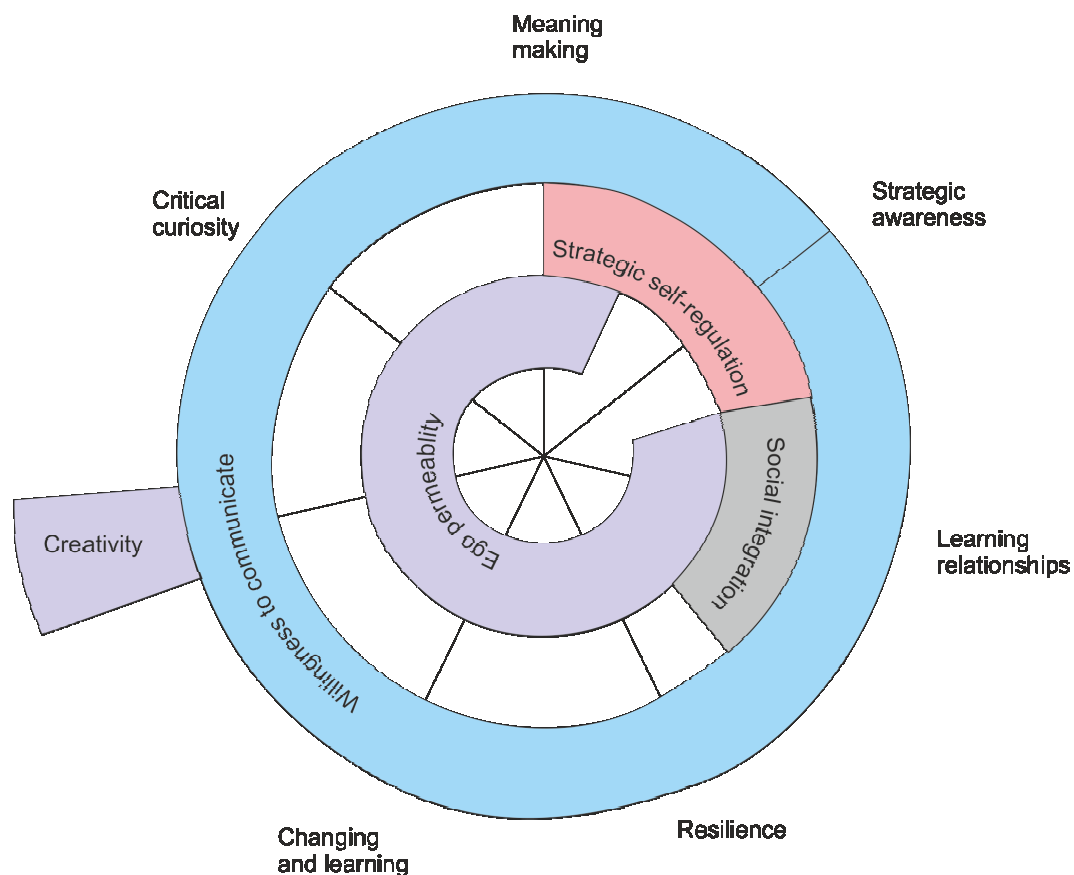 Meaning
making
Strategic
awareness
Critical
curiosity
Strategic self-regulation
Ego permeablity
Social integration
Creativity
Willingness to communicate
Learning
relationships
Resilience
Changing
and learning